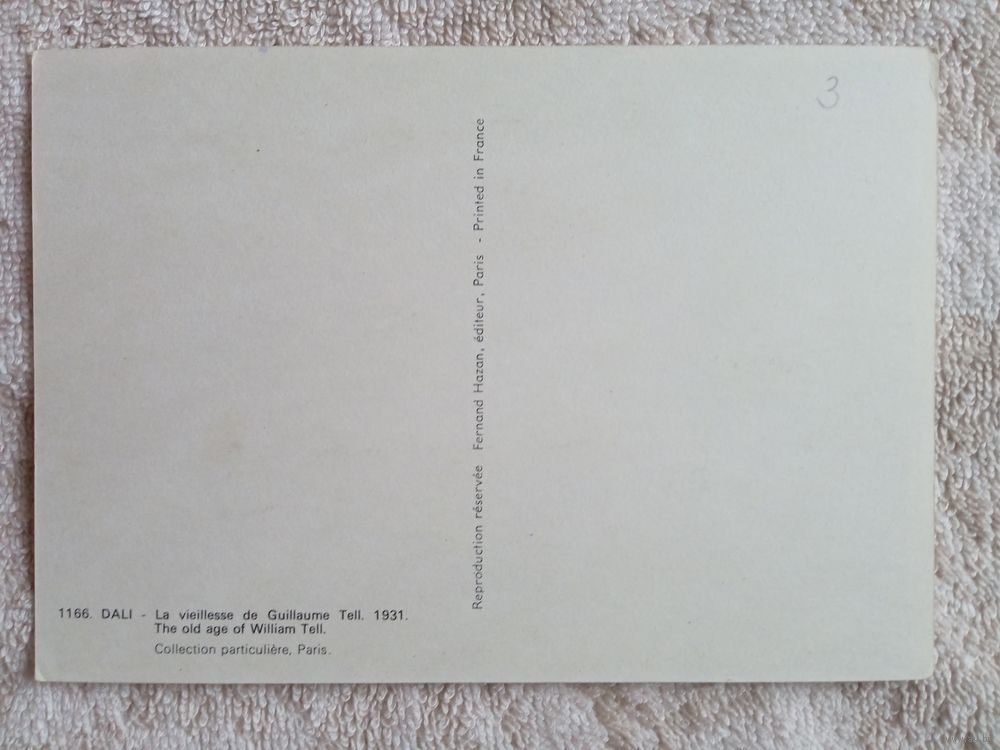 3
Reproduction réservée Fernand Hazan, éditeur, Paris - Printed in France
1166. DALI - La vieillesse de Guillaume Tell. 1931.
The old age of William Tell.
Collection particulière, Paris.